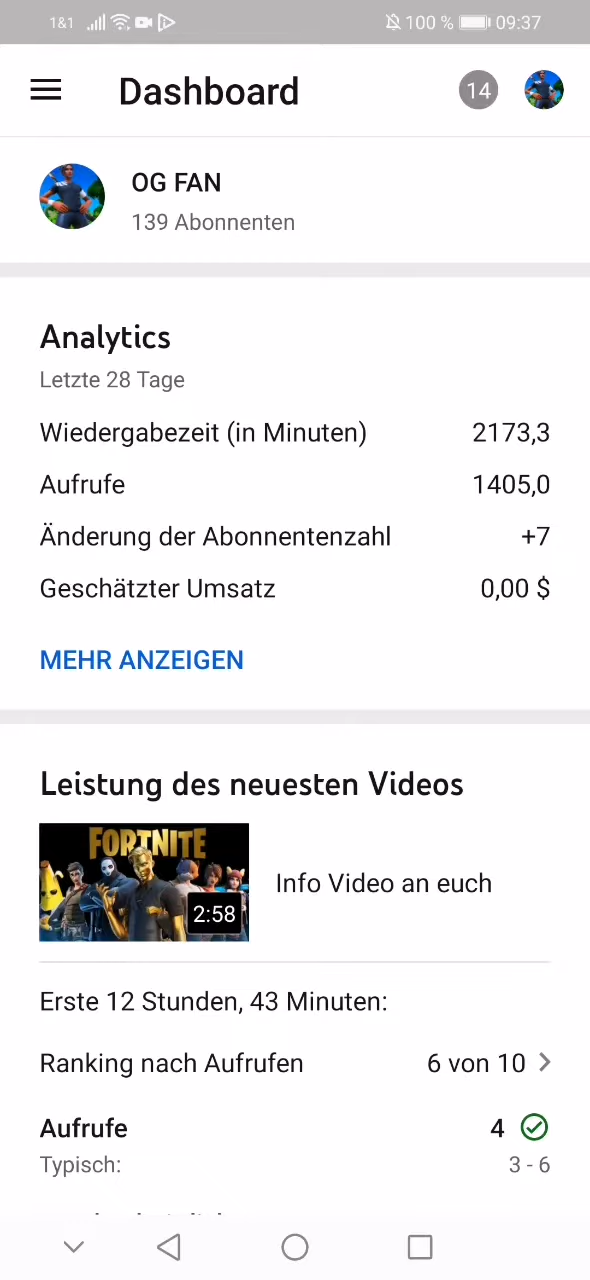 1&1 100 % 09:37
Dashboard 14
OG FAN
139 Abonnenten
Analytics
Letzte 28 Tage
Wiedergabezeit (in Minuten) 2173,3
Aufrufe 1405,0
Änderung der Abonnentenzahl +7
Geschätzter Umsatz 0,00 $
MEHR ANZEIGEN
Leistung des neuesten Videos
FORTNITE
2:58
Info Video an euch
Erste 12 Stunden, 43 Minuten:
Ranking nach Aufrufen 6 von 10
Aufrufe 4
Typisch: 3 - 6